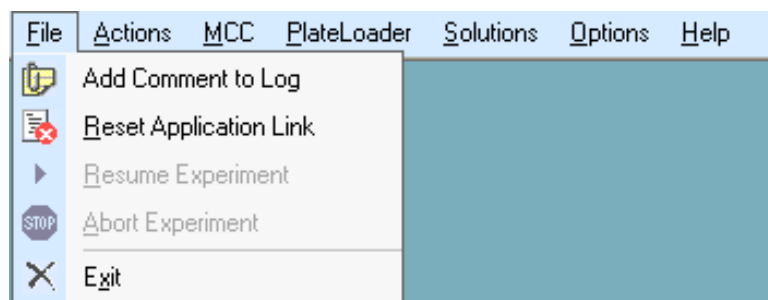 File Actions MCC PlateLoader Solutions Options Help
Add Comment to Log
Reset Application Link
Resume Experiment
STOP Abort Experiment
Exit